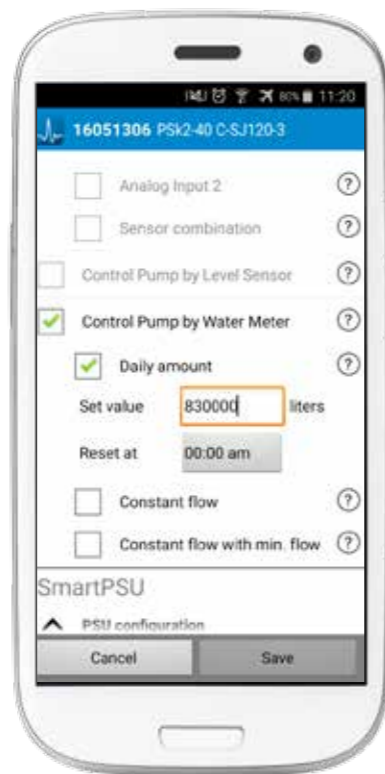 80% 11:20
16051306 PSk2-40 C-SJ120-3
Analog Input 2 ?
Sensor combination ?
Control Pump by Level Sensor ?
Control Pump by Water Meter ?
Daily amount ?
Set value 830000 liters
Reset at 00:00 am
Constant flow ?
Constant flow with min. flow ?
SmartPSU
PSU configuration
Cancel Save